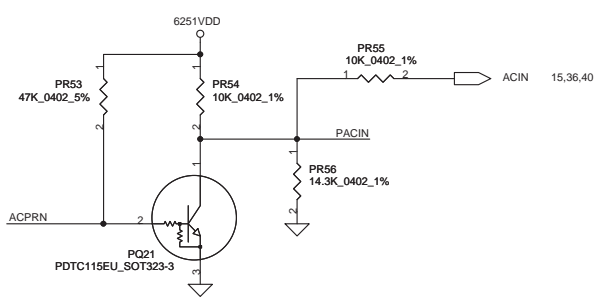 6251VDD
PR55
10K_0402_1%
1
2
ACIN
15,36,40
1
PR53
47K_0402_5%
2
1
PR54
10K_0402_1%
2
PACIN
1
PR56
14.3K_0402_1%
2
1
ACPRN
2
PQ21
PDTC115EU_SOT323-3
3